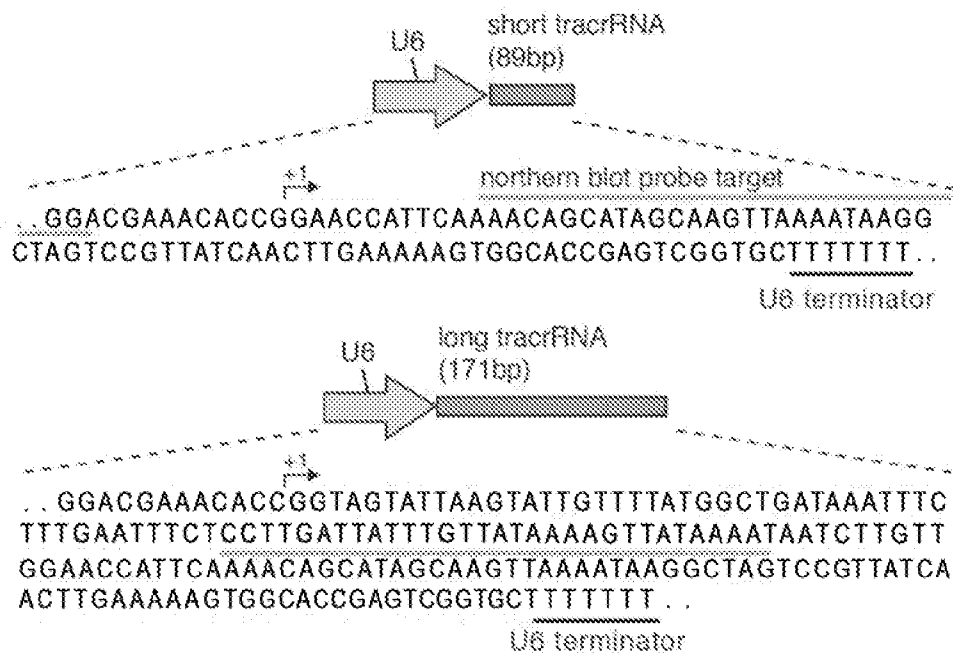 short tracrRNA
U6
(89bp)
+1
northern blot probe target
..GGACGAAACACCGGAACCATTCAAAACAGCATAGCAAGTTAAAATAAGG
CTAGTCCGTTATCAACTTGAAAAAGTGGCACCGAGTCGGTGCTTTTTTT..
U6 terminator
long tracrRNA
U6
(171bp)
+1
..GGACGAAACACCGGTAGTATTAAGTATTGTTTTATGGCTGATAAATTTC
TTTGAATTTCTCCTTGATTATTTGTTATAAAAGTTATAAAATAATCTTGTT
GGAACCATTCAAAACAGCATAGCAAGTTAAAATAAGGCTAGTCCGTTATCA
ACTTGAAAAAGTGGCACCGAGTCGGTGCTTTTTTT..
U6 terminator